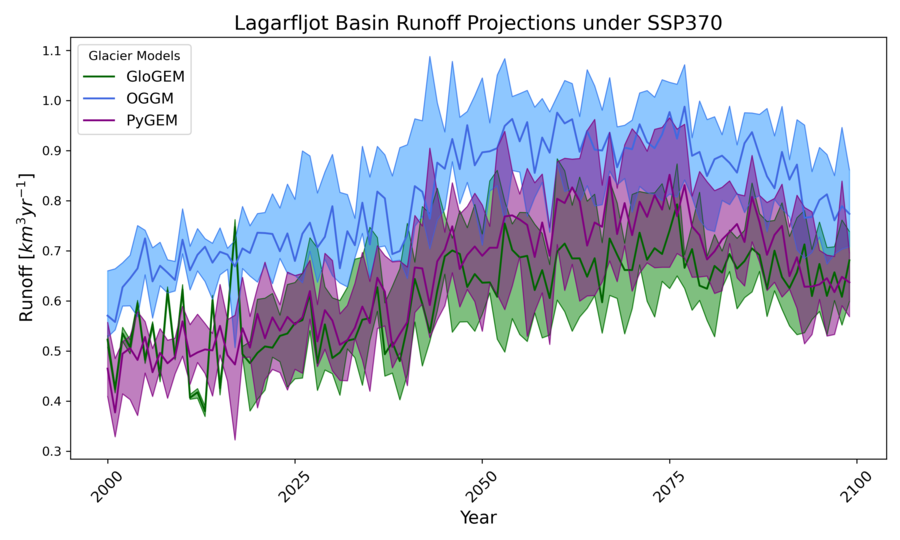 Lagarfljot Basin Runoff Projections under SSP370
Glacier Models
GloGEM
OGGM
PyGEM
Runoff [km³yr⁻¹]
1.1
1.0
0.9
0.8
0.7
0.6
0.5
0.4
0.3
2000
2025
2050
2075
2100
Year